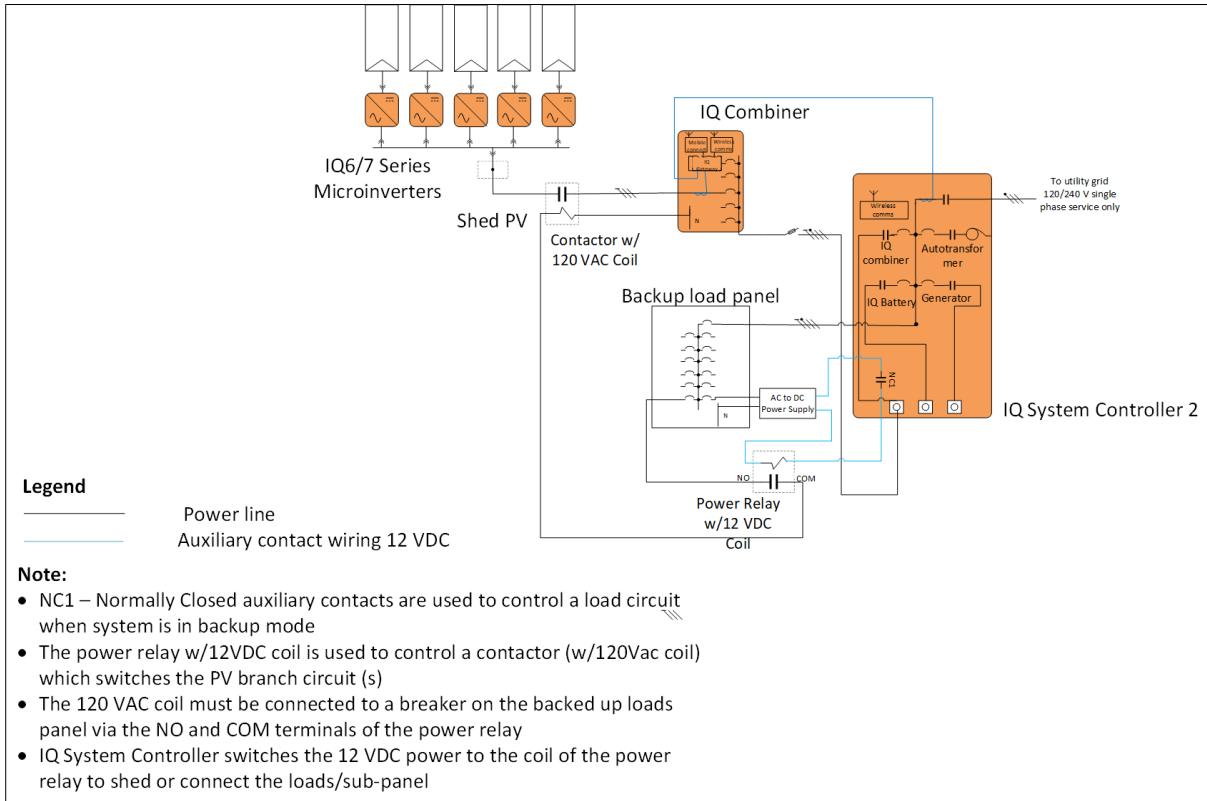 IQ Combiner
Mobile
connect
Wireless
comms
IQ
IQ6/7 Series
Microinverters
To utility grid
120/240 V single
phase service only
Wireless
comms
Shed PV
N
Contactor w/
120 VAC Coil
IQ
combiner
Autotransfor
mer
Backup load panel
IQ Battery
Generator
NC1
AC to DC
Power Supply
N
IQ System Controller 2
NO
COM
Power Relay
w/12 VDC
Coil
Legend
Power line
Auxiliary contact wiring 12 VDC
Note:
• NC1 – Normally Closed auxiliary contacts are used to control a load circuit
when system is in backup mode
• The power relay w/12VDC coil is used to control a contactor (w/120Vac coil)
which switches the PV branch circuit (s)
• The 120 VAC coil must be connected to a breaker on the backed up loads
panel via the NO and COM terminals of the power relay
• IQ System Controller switches the 12 VDC power to the coil of the power
relay to shed or connect the loads/sub-panel